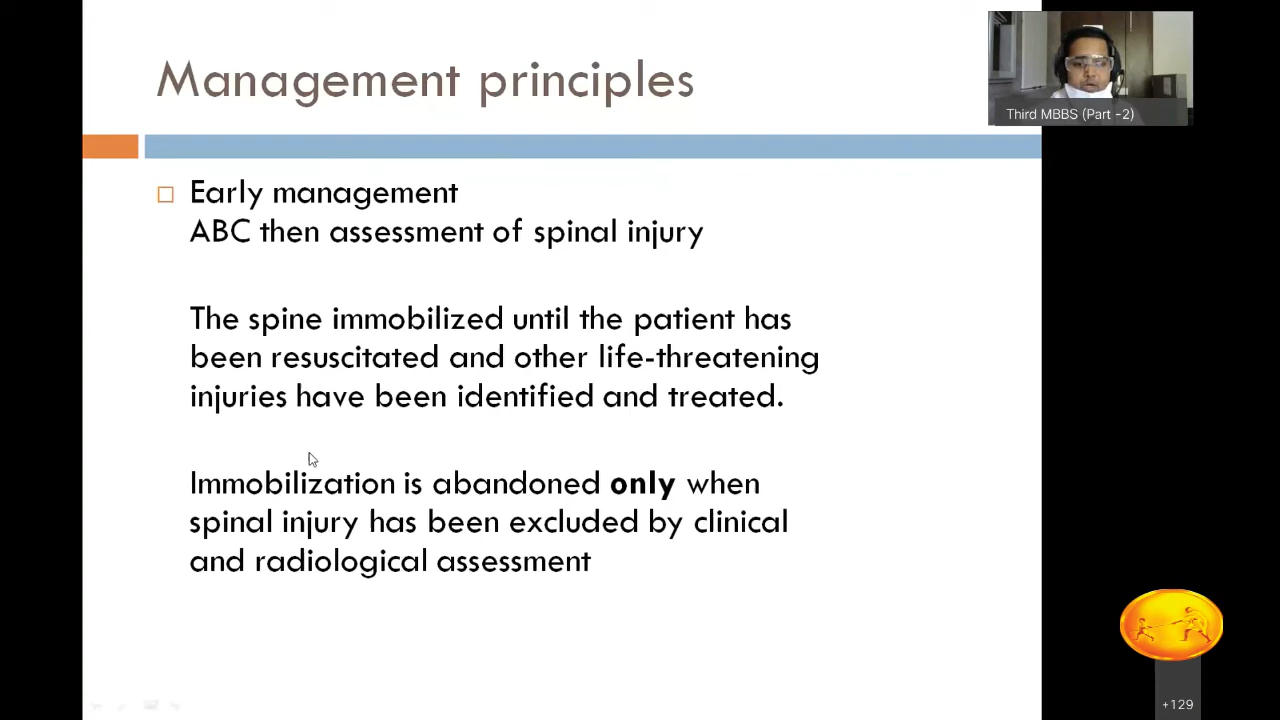 Management principles
Third MBBS (Part -2)
Early management
ABC then assessment of spinal injury
The spine immobilized until the patient has
been resuscitated and other life-threatening
injuries have been identified and treated.
Immobilization is abandoned only when
spinal injury has been excluded by clinical
and radiological assessment
+129